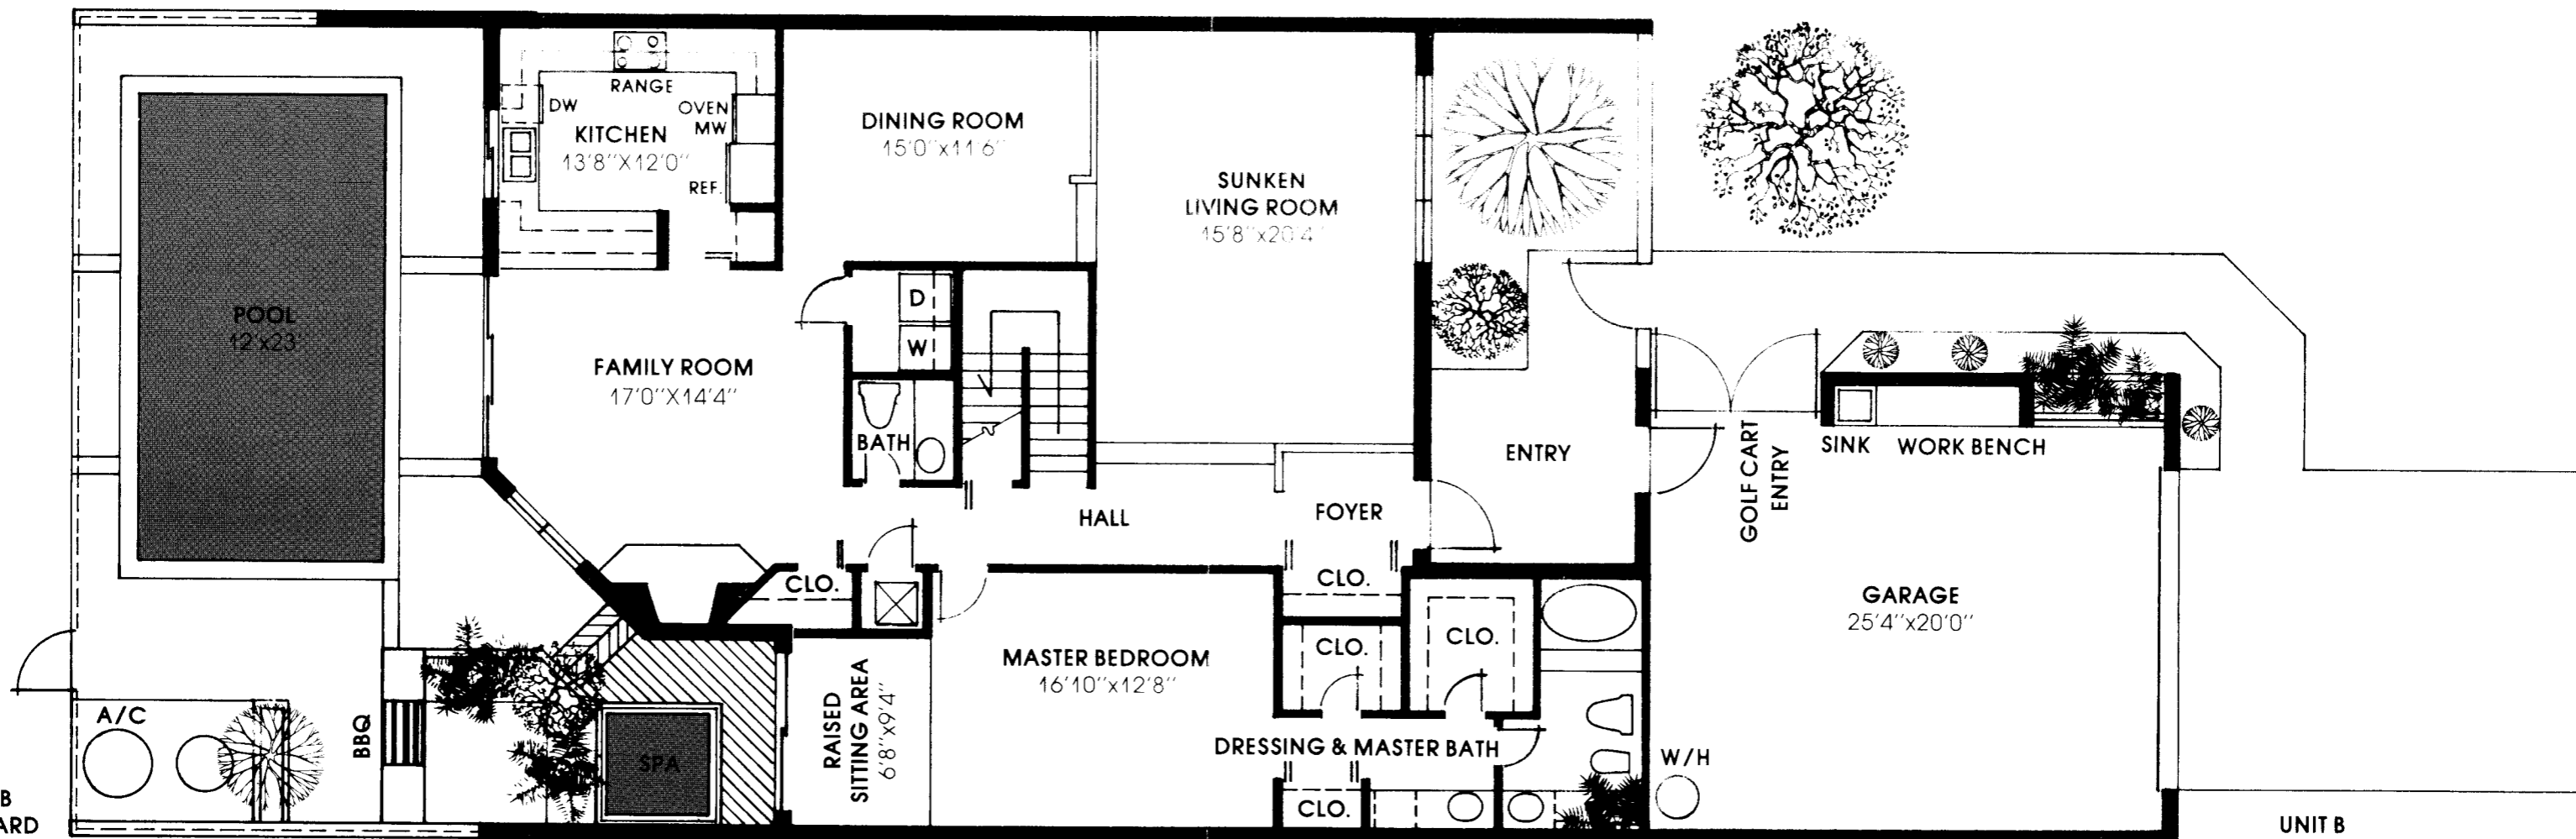 RANGE
DW
OVEN
MW
KITCHEN
13'8"X12'0"
REF.
DINING ROOM
15'0"x11'6"
SUNKEN
LIVING ROOM
15'8"x20'4"
POOL
12'x23'
FAMILY ROOM
17'0"X14'4"
D
W
BATH
HALL
FOYER
ENTRY
GOLF CART
ENTRY
SINK
WORK BENCH
GARAGE
25'4"x20'0"
CLO.
CLO.
CLO.
CLO.
MASTER BEDROOM
16'10"x12'8"
RAISED
SITTING AREA
6'8"x9'4"
DRESSING & MASTER BATH
CLO.
W/H
A/C
BBQ
SPA
B
ARD
UNIT B